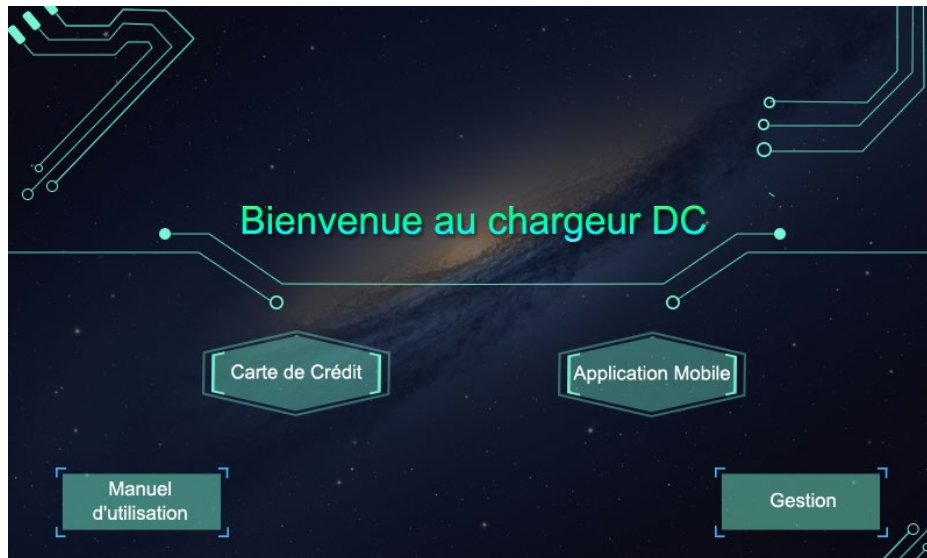 Bienvenue au chargeur DC
Carte de Crédit
Application Mobile
Manuel
d'utilisation
Gestion